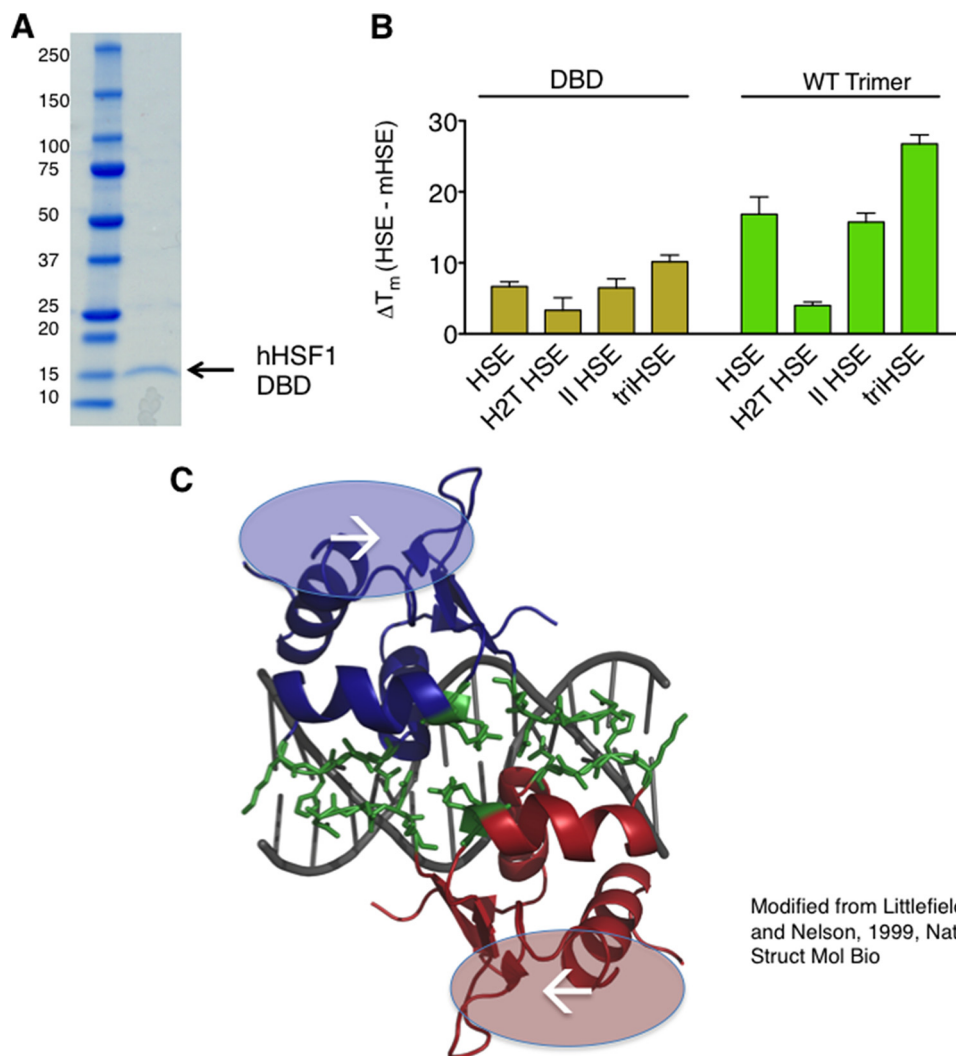 A
250
150
100
75
50
37
25
20
15
10
hHSF1
DBD
B
DBD
WT Trimer
ΔTm (HSE - mHSE)
30
20
10
0
HSE
H2T HSE
II HSE
triHSE
HSE
H2T HSE
II HSE
triHSE
C
Modified from Littlefield
and Nelson, 1999, Nat
Struct Mol Bio